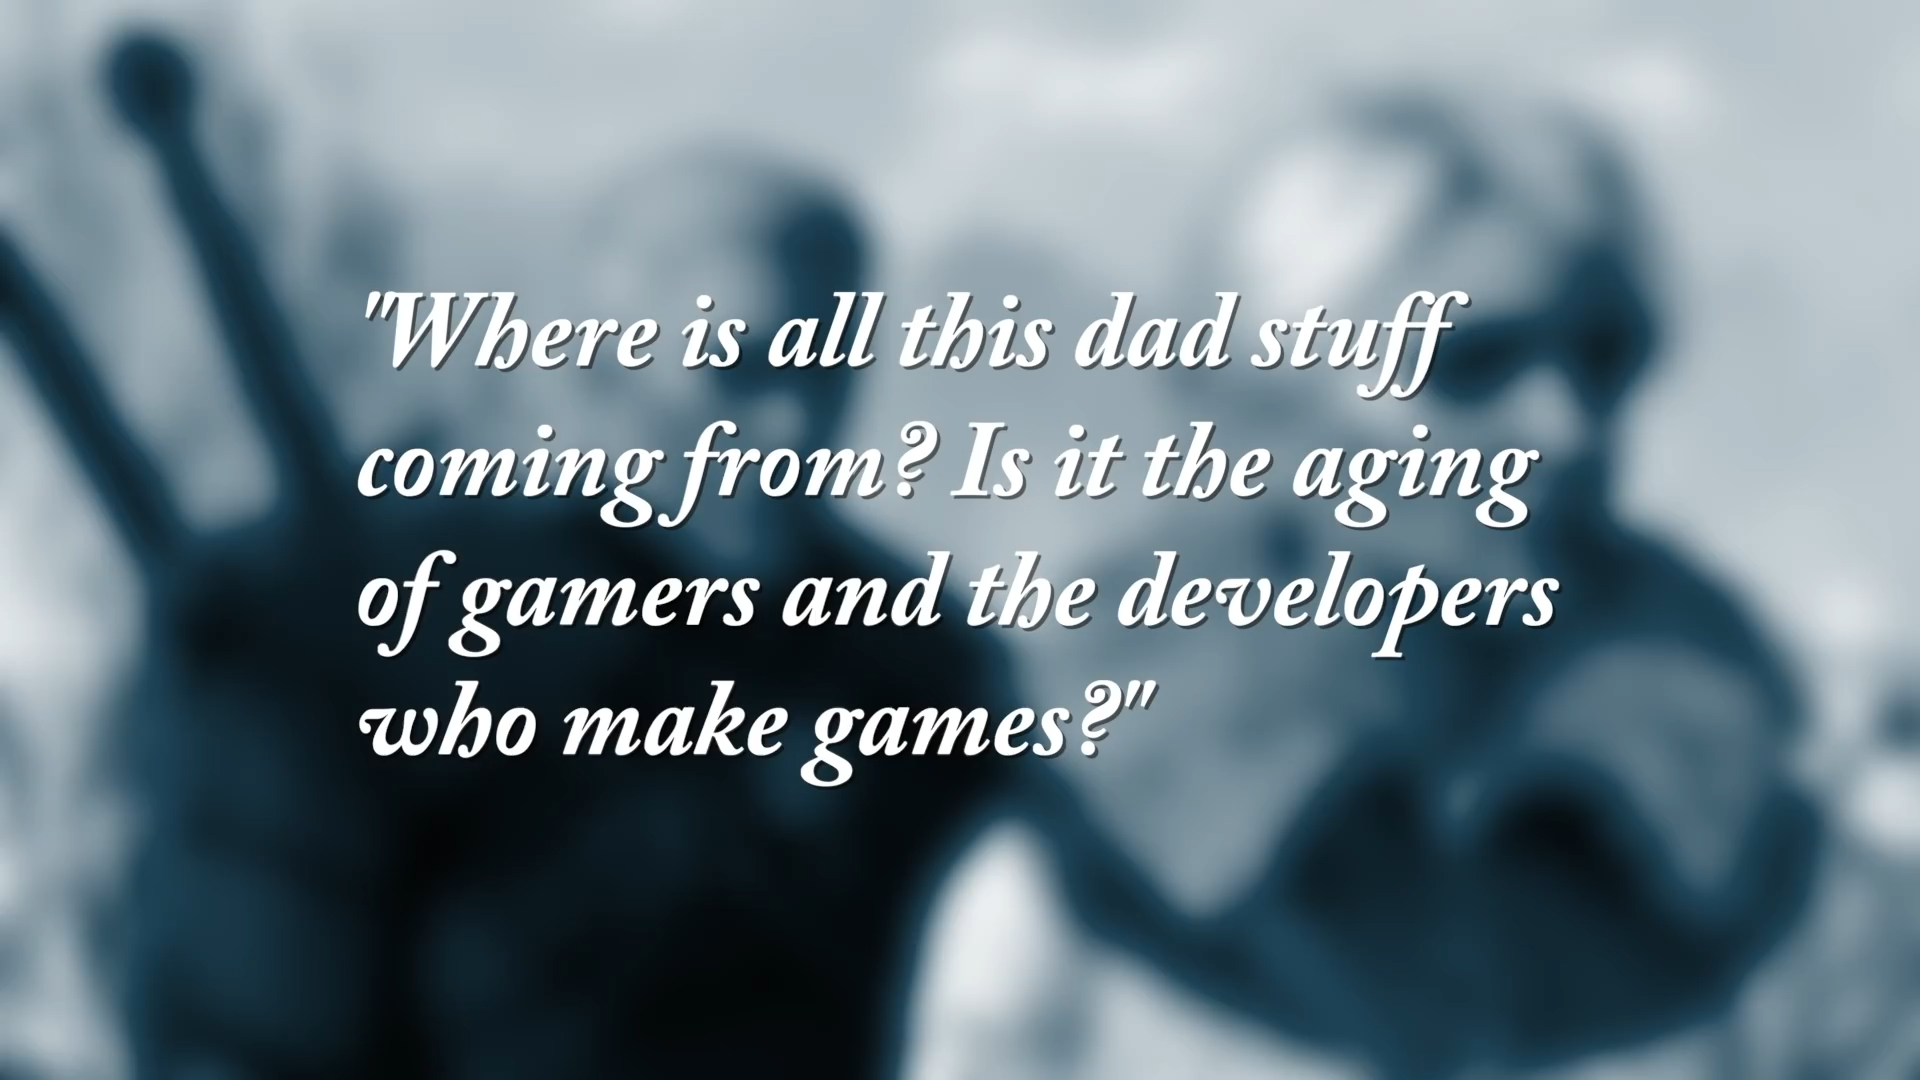 "Where is all this dad stuff
coming from? Is it the aging
of gamers and the developers
who make games?"